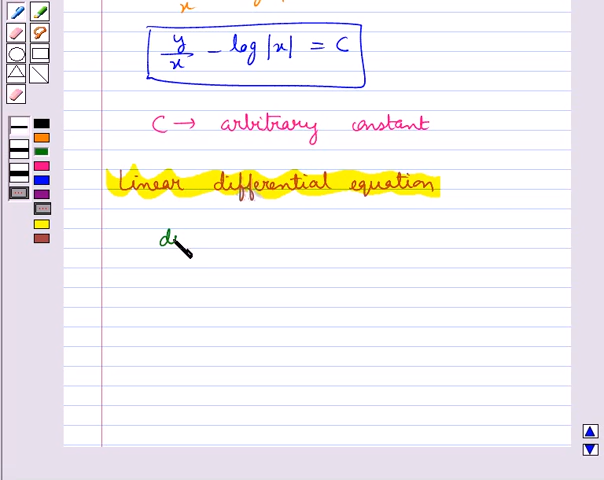 y/x - log |x| = C
C → arbitrary constant
Linear differential equation